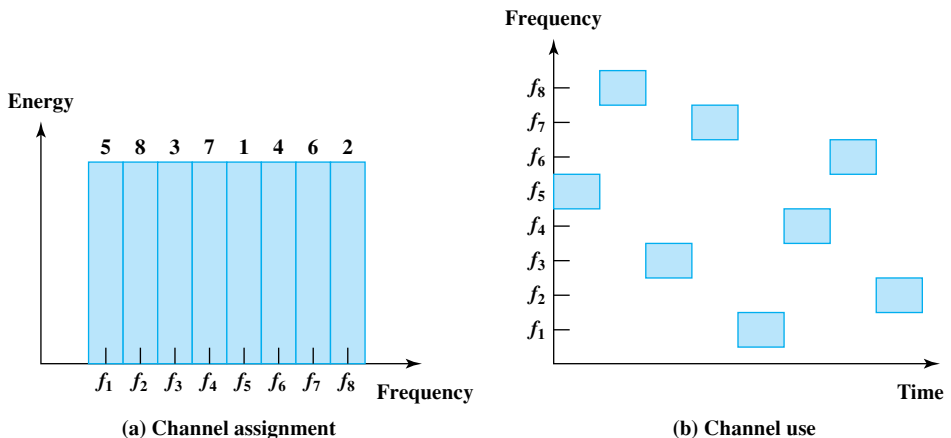 Energy
5 8 3 7 1 4 6 2
f1 f2 f3 f4 f5 f6 f7 f8
Frequency
(a) Channel assignment
Frequency
f8
f7
f6
f5
f4
f3
f2
f1
Time
(b) Channel use